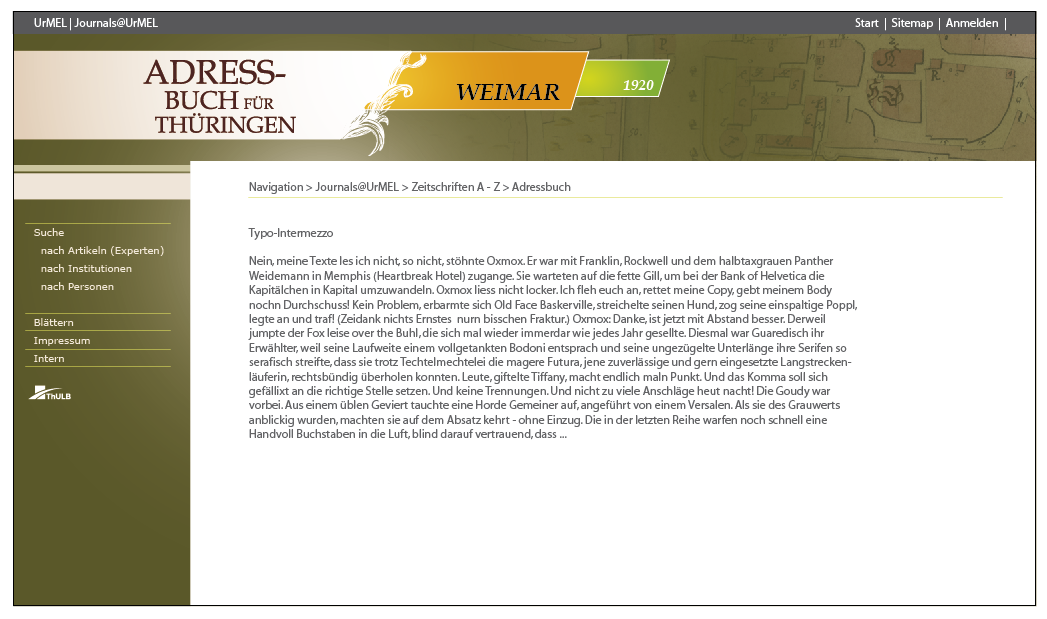 UrMEL | Journals@UrMEL
Start | Sitemap | Anmelden |
ADRESS-
BUCH FÜR
THÜRINGEN
WEIMAR
1920
Navigation > Journals@UrMEL > Zeitschriften A - Z > Adressbuch
Suche
nach Artikeln (Experten)
nach Institutionen
nach Personen
Blättern
Impressum
Intern
ThULB
Typo-Intermezzo
Nein, meine Texte les ich nicht, so nicht, stöhnte Oxmox. Er war mit Franklin, Rockwell und dem halbtaxgrauen Panther
Weidemann in Memphis (Heartbreak Hotel) zugange. Sie warteten auf die fette Gill, um bei der Bank of Helvetica die
Kapitälchen in Kapital umzuwandeln. Oxmox liess nicht locker. Ich fleh euch an, rettet meine Copy, gebt meinem Body
nochn Durchschuss! Kein Problem, erbarmte sich Old Face Baskerville, streichelte seinen Hund, zog seine einspaltige Poppl,
legte an und traf! (Zeidank nichts Ernstes  nurn bisschen Fraktur.) Oxmox: Danke, ist jetzt mit Abstand besser. Derweil
jumpte der Fox leise over the Buhl, die sich mal wieder immerdar wie jedes Jahr gesellte. Diesmal war Guaredisch ihr
Erwählter, weil seine Laufweite einem vollgetankten Bodoni entsprach und seine ungezügelte Unterlänge ihre Serifen so
serafisch streifte, dass sie trotz Techtelmechtelei die magere Futura, jene zuverlässige und gern eingesetzte Langstrecken-
läuferin, rechtsbündig überholen konnten. Leute, giftelte Tiffany, macht endlich maln Punkt. Und das Komma soll sich
gefällixt an die richtige Stelle setzen. Und keine Trennungen. Und nicht zu viele Anschläge heut nacht! Die Goudy war
vorbei. Aus einem üblen Geviert tauchte eine Horde Gemeiner auf, angeführt von einem Versalen. Als sie des Grauwerts
anblickig wurden, machten sie auf dem Absatz kehrt - ohne Einzug. Die in der letzten Reihe warfen noch schnell eine
Handvoll Buchstaben in die Luft, blind darauf vertrauend, dass ...